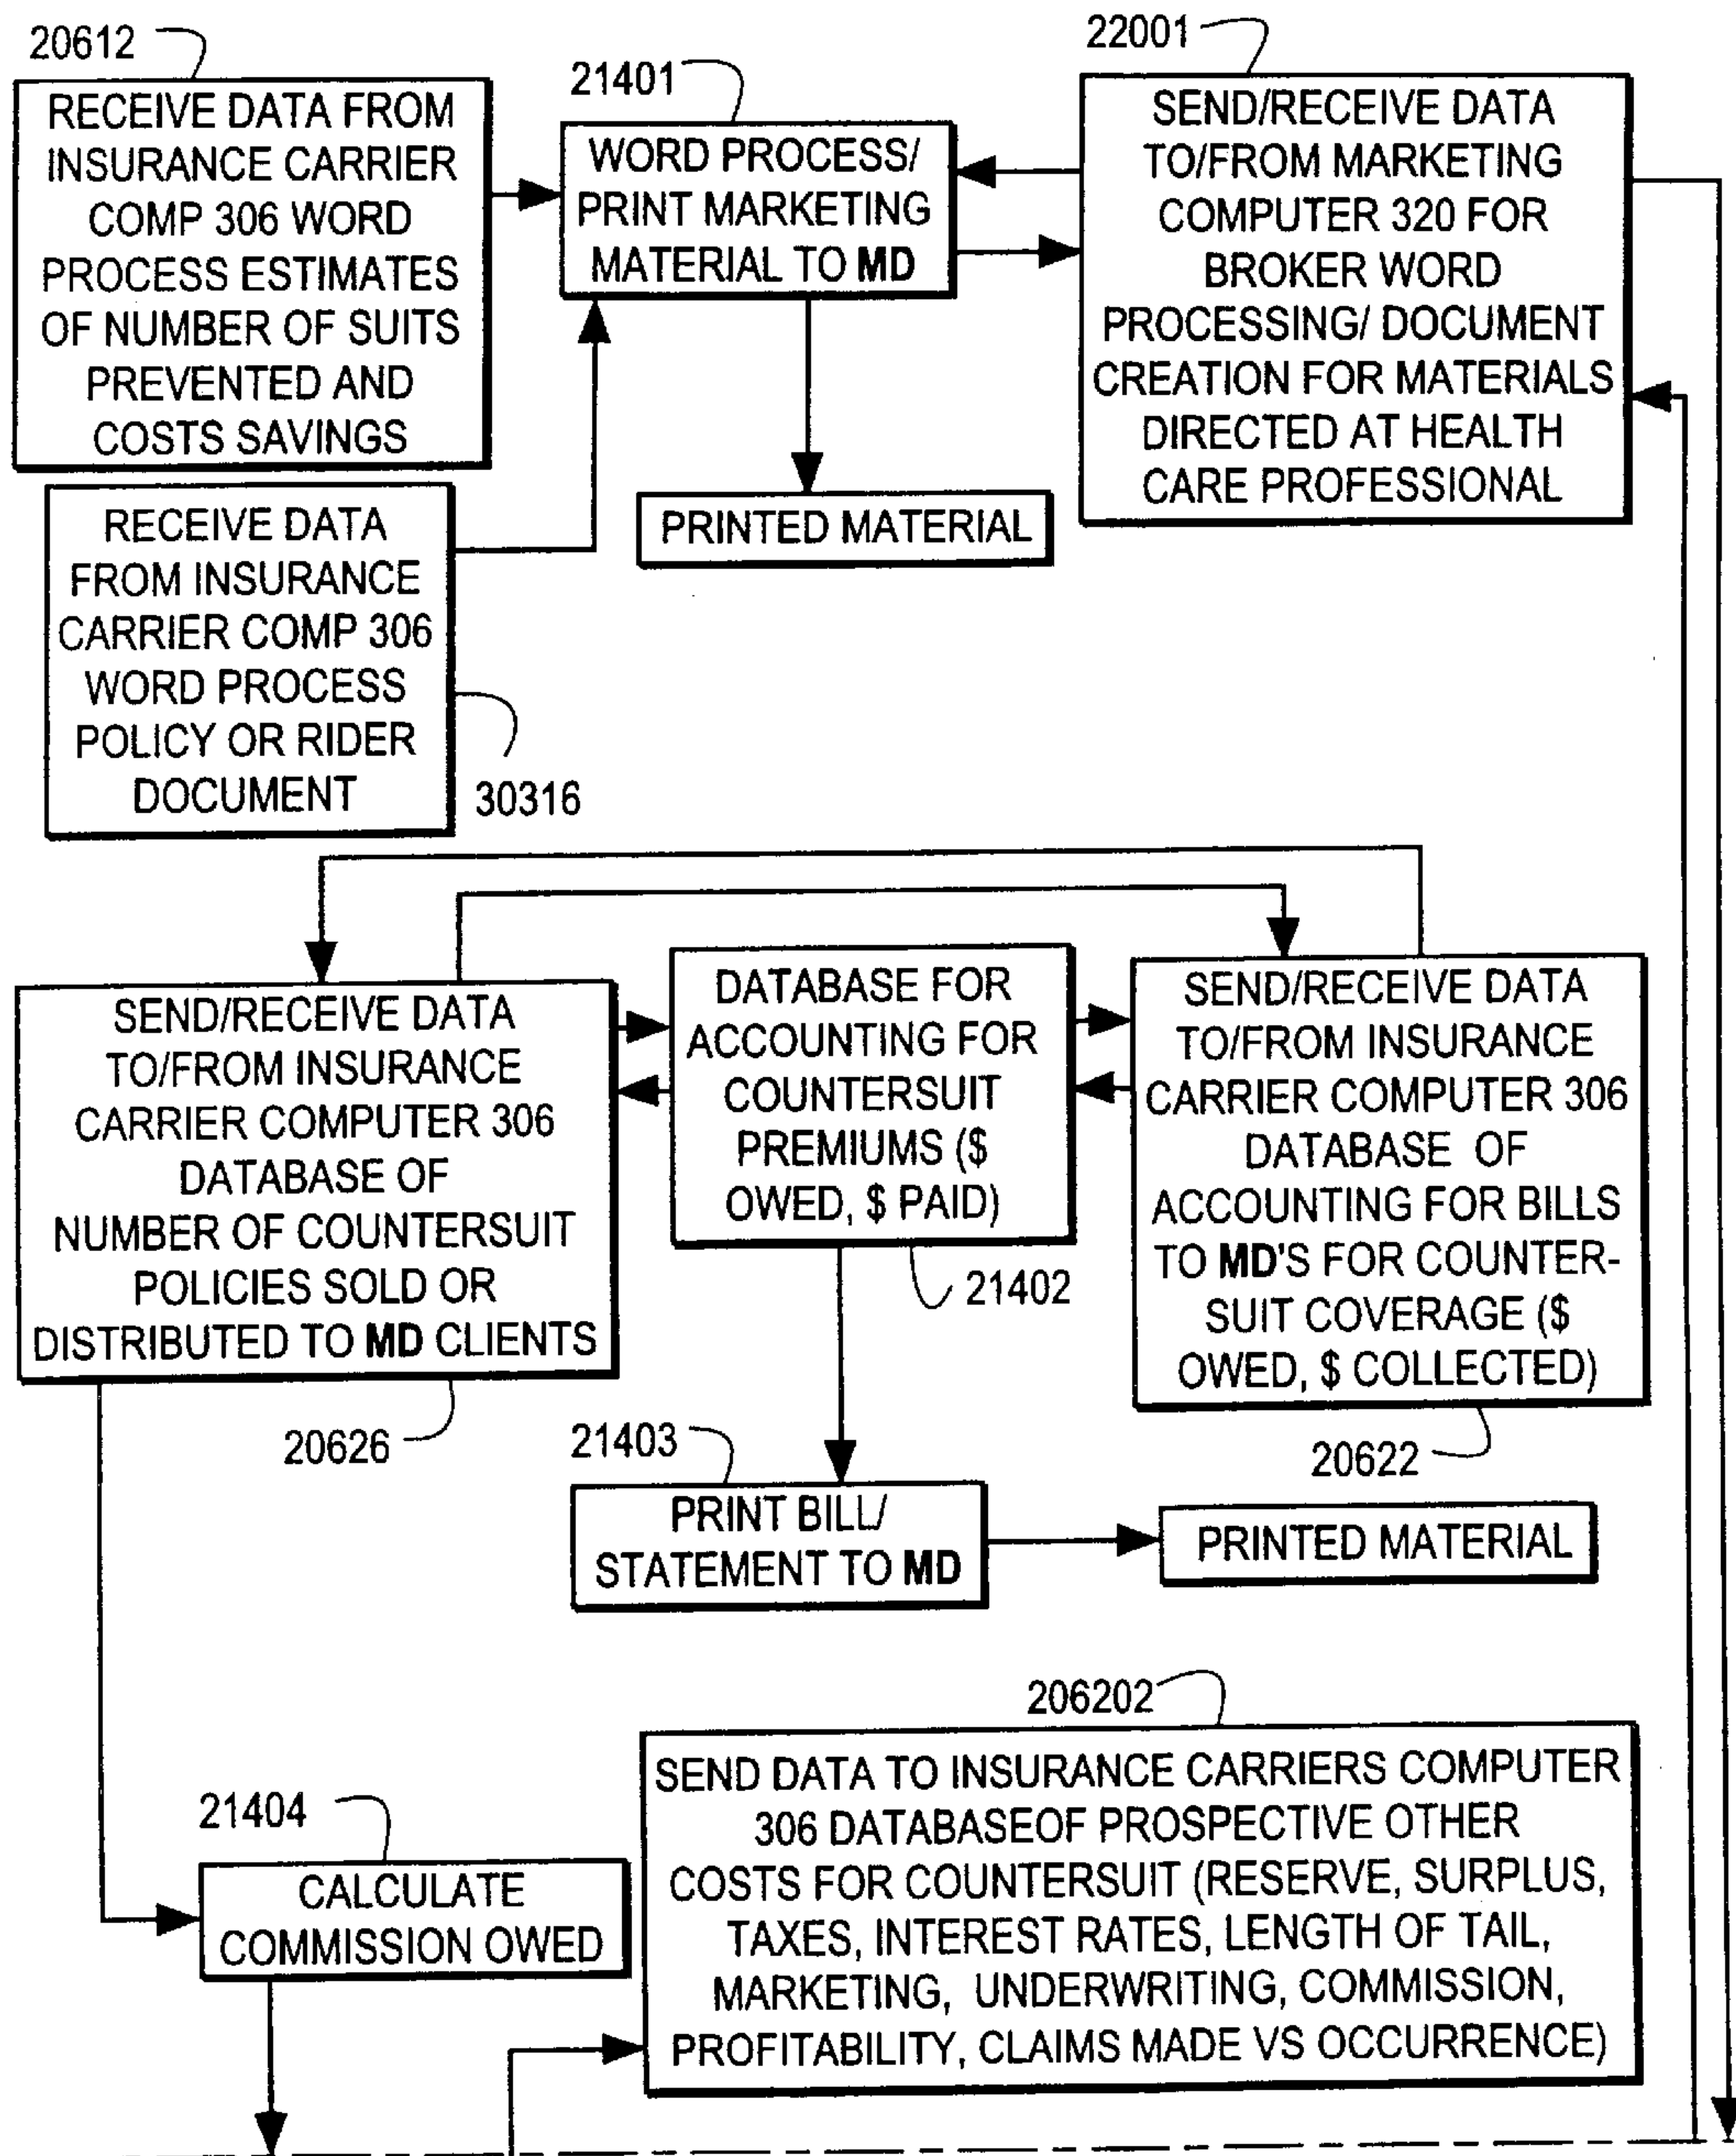 20612
RECEIVE DATA FROM
INSURANCE CARRIER
COMP 306 WORD
PROCESS ESTIMATES
OF NUMBER OF SUITS
PREVENTED AND
COSTS SAVINGS
21401
WORD PROCESS/
PRINT MARKETING
MATERIAL TO MD
22001
SEND/RECEIVE DATA
TO/FROM MARKETING
COMPUTER 320 FOR
BROKER WORD
PROCESSING/ DOCUMENT
CREATION FOR MATERIALS
DIRECTED AT HEALTH
CARE PROFESSIONAL
PRINTED MATERIAL
RECEIVE DATA
FROM INSURANCE
CARRIER COMP 306
WORD PROCESS
POLICY OR RIDER
DOCUMENT
30316
SEND/RECEIVE DATA
TO/FROM INSURANCE
CARRIER COMPUTER 306
DATABASE OF
NUMBER OF COUNTERSUIT
POLICIES SOLD OR
DISTRIBUTED TO MD CLIENTS
20626
DATABASE FOR
ACCOUNTING FOR
COUNTERSUIT
PREMIUMS ($
OWED, $ PAID)
21402
SEND/RECEIVE DATA
TO/FROM INSURANCE
CARRIER COMPUTER 306
DATABASE OF
ACCOUNTING FOR BILLS
TO MD'S FOR COUNTER-
SUIT COVERAGE ($
OWED, $ COLLECTED)
20622
21403
PRINT BILL/
STATEMENT TO MD
PRINTED MATERIAL
21404
CALCULATE
COMMISSION OWED
206202
SEND DATA TO INSURANCE CARRIERS COMPUTER
306 DATABASEOF PROSPECTIVE OTHER
COSTS FOR COUNTERSUIT (RESERVE, SURPLUS,
TAXES, INTEREST RATES, LENGTH OF TAIL,
MARKETING, UNDERWRITING, COMMISSION,
PROFITABILITY, CLAIMS MADE VS OCCURRENCE)